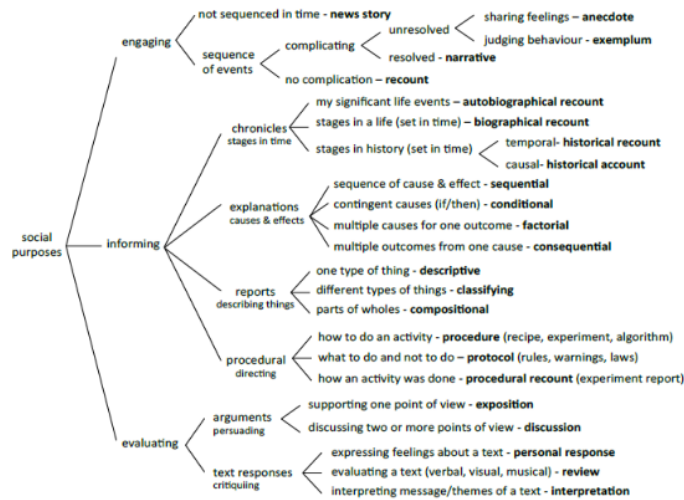 not sequenced in time - news story
engaging
sequence
of events
complicating
unresolved
sharing feelings – anecdote
judging behaviour - exemplum
resolved - narrative
no complication – recount
social
purposes
informing
chronicles
stages in time
my significant life events – autobiographical recount
stages in a life (set in time) – biographical recount
stages in history (set in time)
temporal- historical recount
causal- historical account
explanations
causes & effects
sequence of cause & effect - sequential
contingent causes (if/then) - conditional
multiple causes for one outcome - factorial
multiple outcomes from one cause - consequential
reports
describing things
one type of thing - descriptive
different types of things - classifying
parts of wholes - compositional
procedural
directing
how to do an activity - procedure (recipe, experiment, algorithm)
what to do and not to do – protocol (rules, warnings, laws)
how an activity was done - procedural recount (experiment report)
evaluating
arguments
persuading
supporting one point of view - exposition
discussing two or more points of view - discussion
text responses
critiquiing
expressing feelings about a text - personal response
evaluating a text (verbal, visual, musical) - review
interpreting message/themes of a text - interpretation